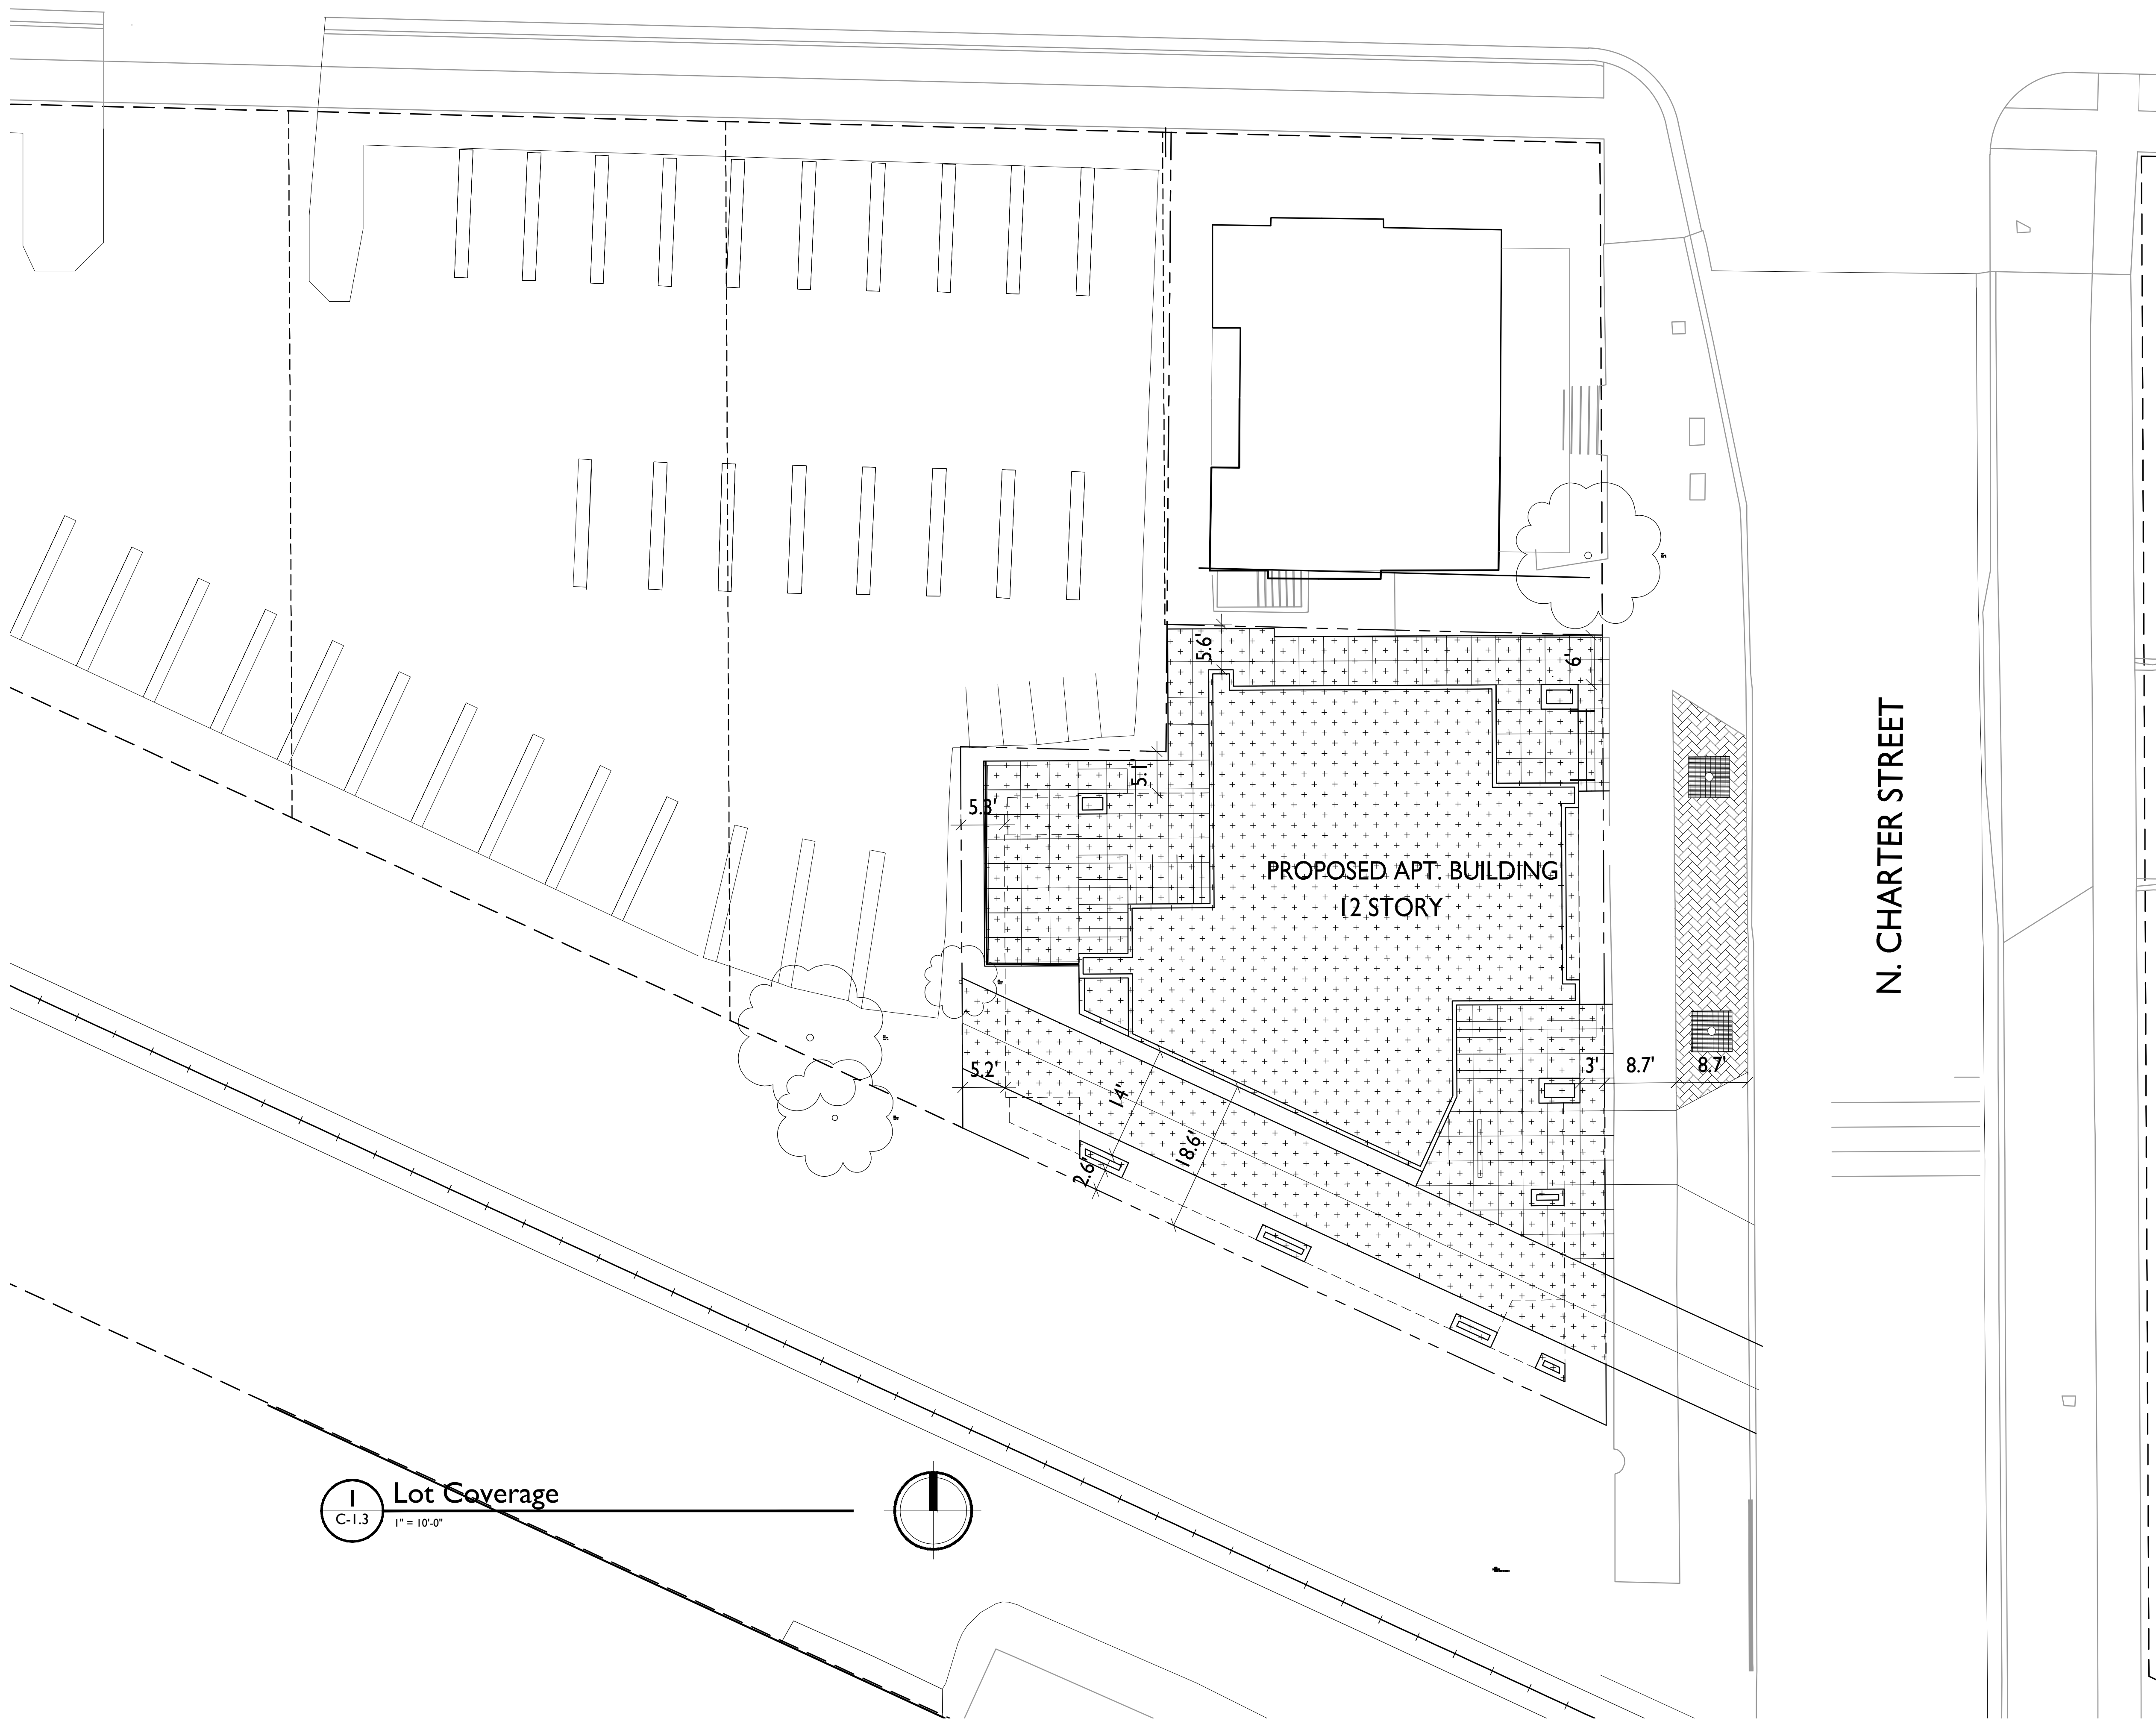 5.6'
6'
5.1'
5.3'
PROPOSED APT. BUILDING
12 STORY
N. CHARTER STREET
5.2'
14'
2.6'
18.6'
3'
8.7'
8.7'
1
C-1.3
Lot Coverage
1" = 10'-0"